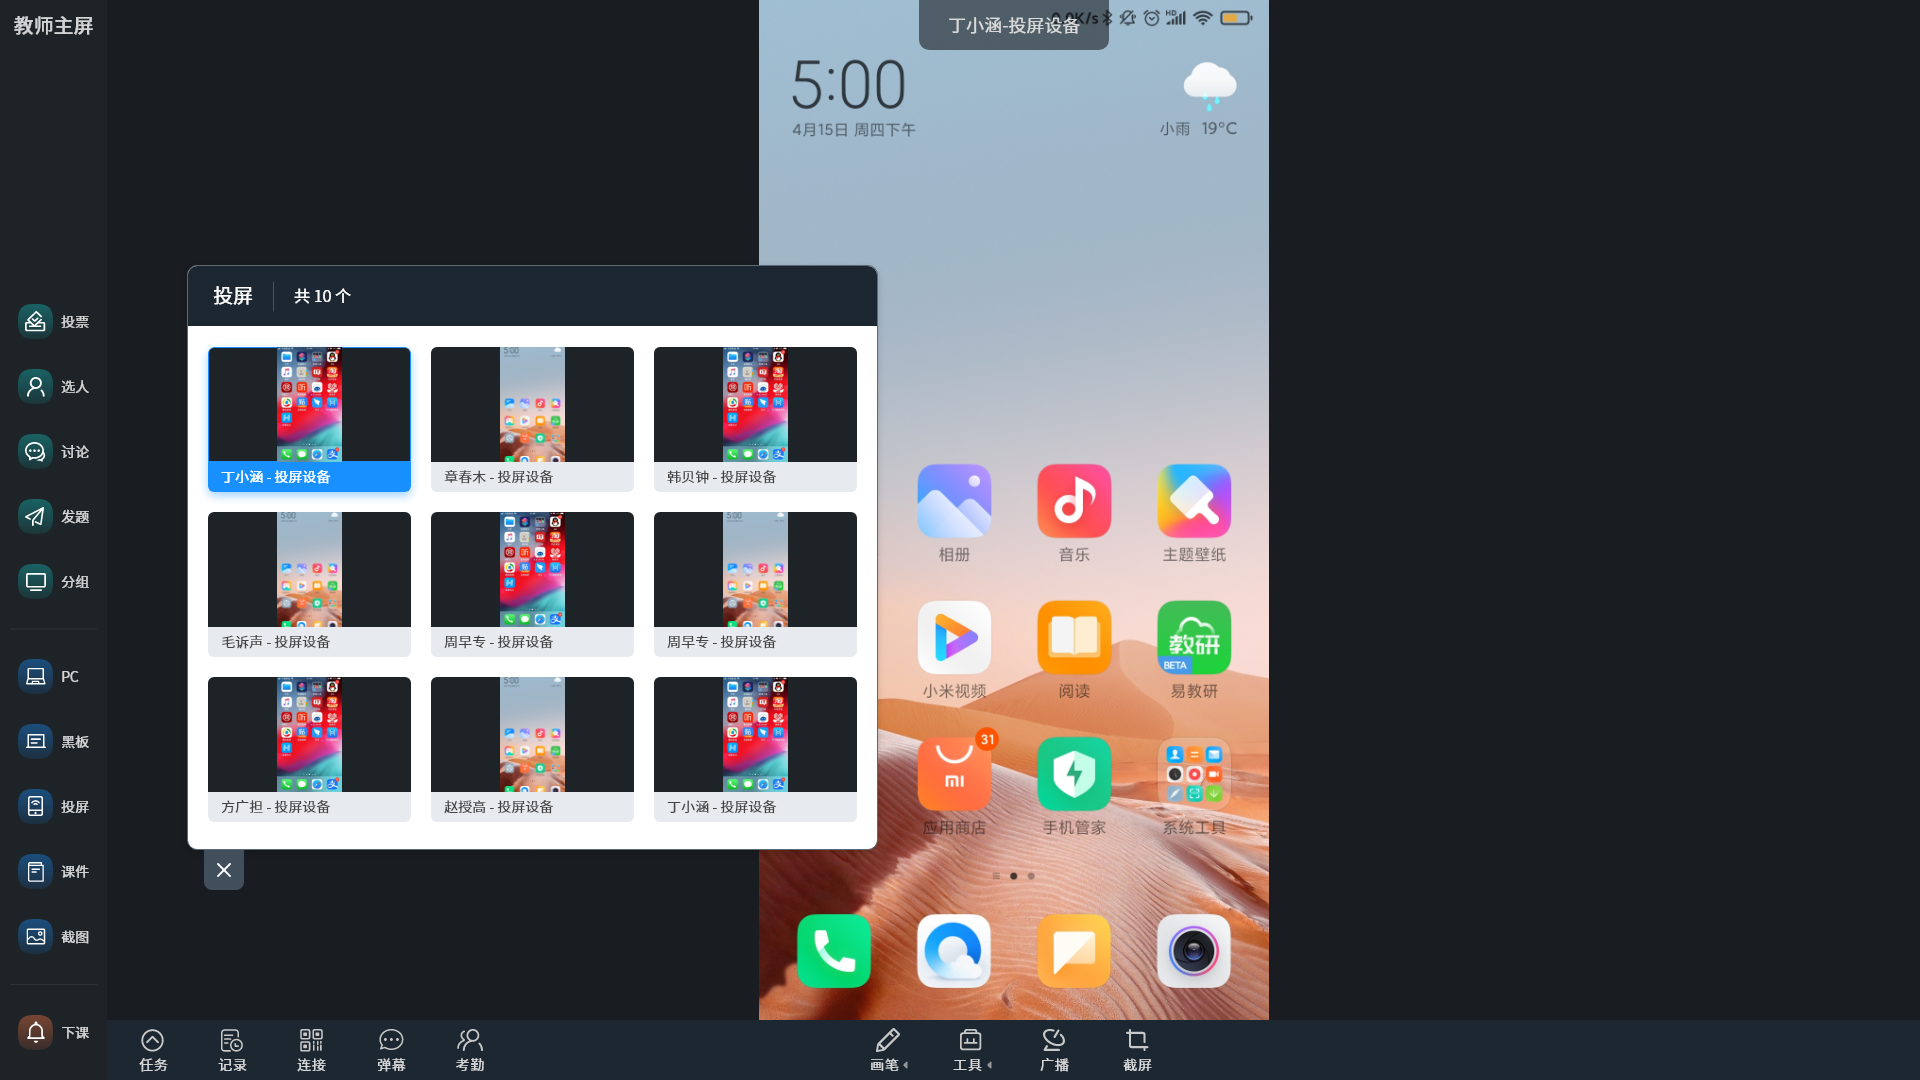 教师主屏
丁小涵-投屏设备
5:00
4月15日 周四下午
小雨 19°C
投票
选人
讨论
发题
分组
PC
黑板
投屏
课件
截图
下课
投屏
共 10 个
丁小涵 - 投屏设备
章春木 - 投屏设备
韩贝钟 - 投屏设备
毛诉声 - 投屏设备
周早专 - 投屏设备
周早专 - 投屏设备
方广担 - 投屏设备
赵授高 - 投屏设备
丁小涵 - 投屏设备
相册
音乐
主题壁纸
教研
BETA
小米视频
阅读
易教研
31
应用商店
手机管家
系统工具
任务
记录
连接
弹幕
考勤
画笔
工具
广播
截屏